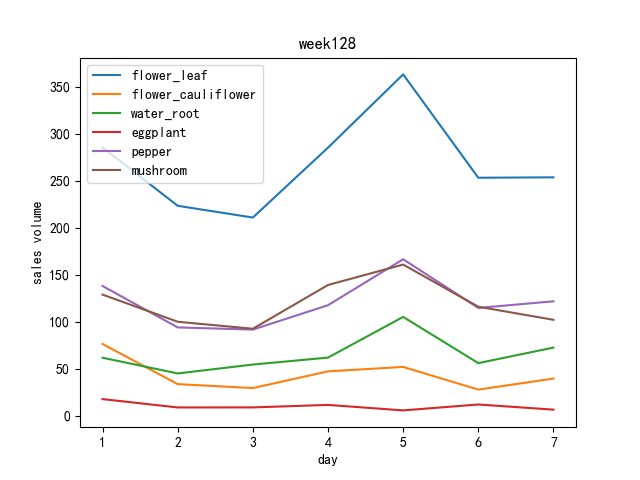 week128
flower_leaf
flower_cauliflower
water_root
eggplant
pepper
mushroom
350
300
250
200
150
100
50
0
sales volume
1 2 3 4 5 6 7
day